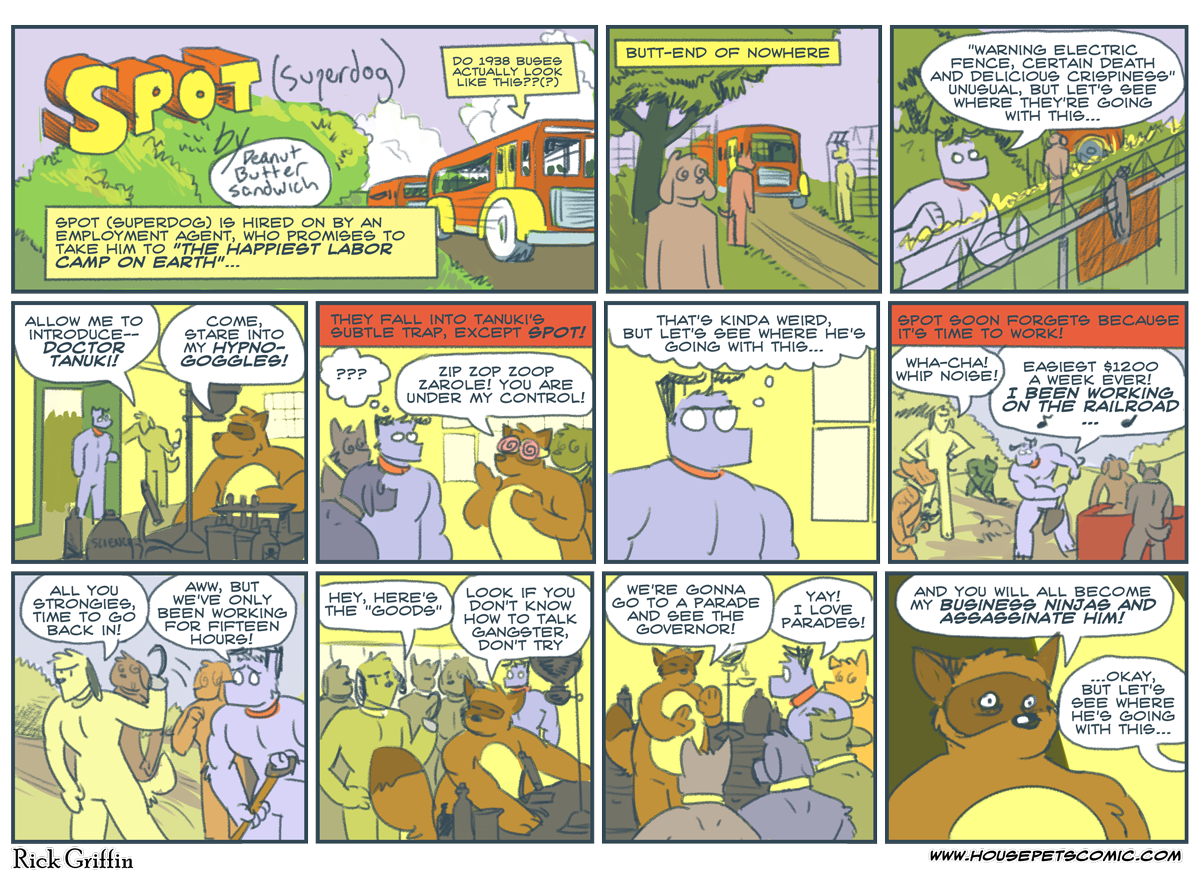 SPOT (superdog)
by
Peanut
Butter
Sandwich
DO 1938 BUSES
ACTUALLY LOOK
LIKE THIS??(?)
SPOT (SUPERDOG) IS HIRED ON BY AN
EMPLOYMENT AGENT, WHO PROMISES TO
TAKE HIM TO "THE HAPPIEST LABOR
CAMP ON EARTH"...
BUTT-END OF NOWHERE
"WARNING ELECTRIC
FENCE, CERTAIN DEATH
AND DELICIOUS CRISPINESS"
UNUSUAL, BUT LET'S SEE
WHERE THEY'RE GOING
WITH THIS...
ALLOW ME TO
INTRODUCE--
DOCTOR
TANUKI!
COME,
STARE INTO
MY HYPNO-
GOGGLES!
SCIENCE
THEY FALL INTO TANUKI'S
SUBTLE TRAP, EXCEPT SPOT!
???
ZIP ZOP ZOOP
ZAROLE! YOU ARE
UNDER MY CONTROL!
THAT'S KINDA WEIRD,
BUT LET'S SEE WHERE HE'S
GOING WITH THIS...
SPOT SOON FORGETS BECAUSE
IT'S TIME TO WORK!
WHA-CHA!
WHIP NOISE!
EASIEST $1200
A WEEK EVER!
I BEEN WORKING
ON THE RAILROAD
...
ALL YOU
STRONGIES,
TIME TO GO
BACK IN!
AWW, BUT
WE'VE ONLY
BEEN WORKING
FOR FIFTEEN
HOURS!
HEY, HERE'S
THE "GOODS"
LOOK IF YOU
DON'T KNOW
HOW TO TALK
GANGSTER,
DON'T TRY
WE'RE GONNA
GO TO A PARADE
AND SEE THE
GOVERNOR!
YAY!
I LOVE
PARADES!
AND YOU WILL ALL BECOME
MY BUSINESS NINJAS AND
ASSASSINATE HIM!
...OKAY,
BUT LET'S
SEE WHERE
HE'S GOING
WITH THIS...
Rick Griffin
WWW.HOUSEPETSCOMIC.COM